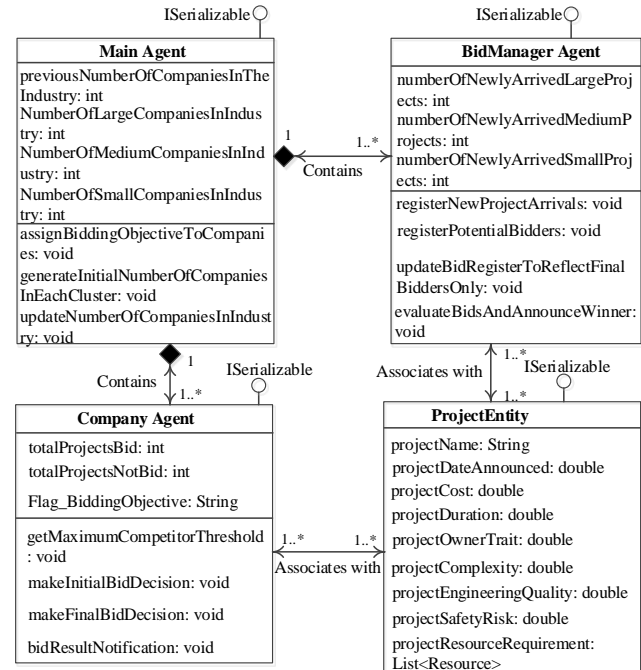 ISerializable
Main Agent
previousNumberOfCompaniesInThe
Industry: int
NumberOfLargeCompaniesInIndu
stry: int
NumberOfMediumCompaniesInInd
ustry: int
NumberOfSmallCompaniesInIndust
ry: int
assignBiddingObjectiveToCompani
es: void
generateInitialNumberOfCompanies
InEachCluster: void
updateNumberOfCompaniesInIndust
ry: void
1
1..*
Contains
ISerializable
BidManager Agent
numberOfNewlyArrivedLargeProj
ects: int
numberOfNewlyArrivedMediumP
rojects: int
numberOfNewlyArrivedSmallProj
ects: int
registerNewProjectArrivals: void
registerPotentialBidders: void
updateBidRegisterToReflectFinal
BiddersOnly: void
evaluateBidsAndAnnounceWinner:
void
1
Contains
1..*
ISerializable
Company Agent
totalProjectsBid: int
totalProjectsNotBid: int
Flag_BiddingObjective: String
getMaximumCompetitorThreshold
: void
makeInitialBidDecision: void
makeFinalBidDecision: void
bidResultNotification: void
1..*
1..*
Associates with
1..*
Associates with
1..*
ISerializable
ProjectEntity
projectName: String
projectDateAnnounced: double
projectCost: double
projectDuration: double
projectOwnerTrait: double
projectComplexity: double
projectEngineeringQuality: double
projectSafetyRisk: double
projectResourceRequirement:
List<Resource>